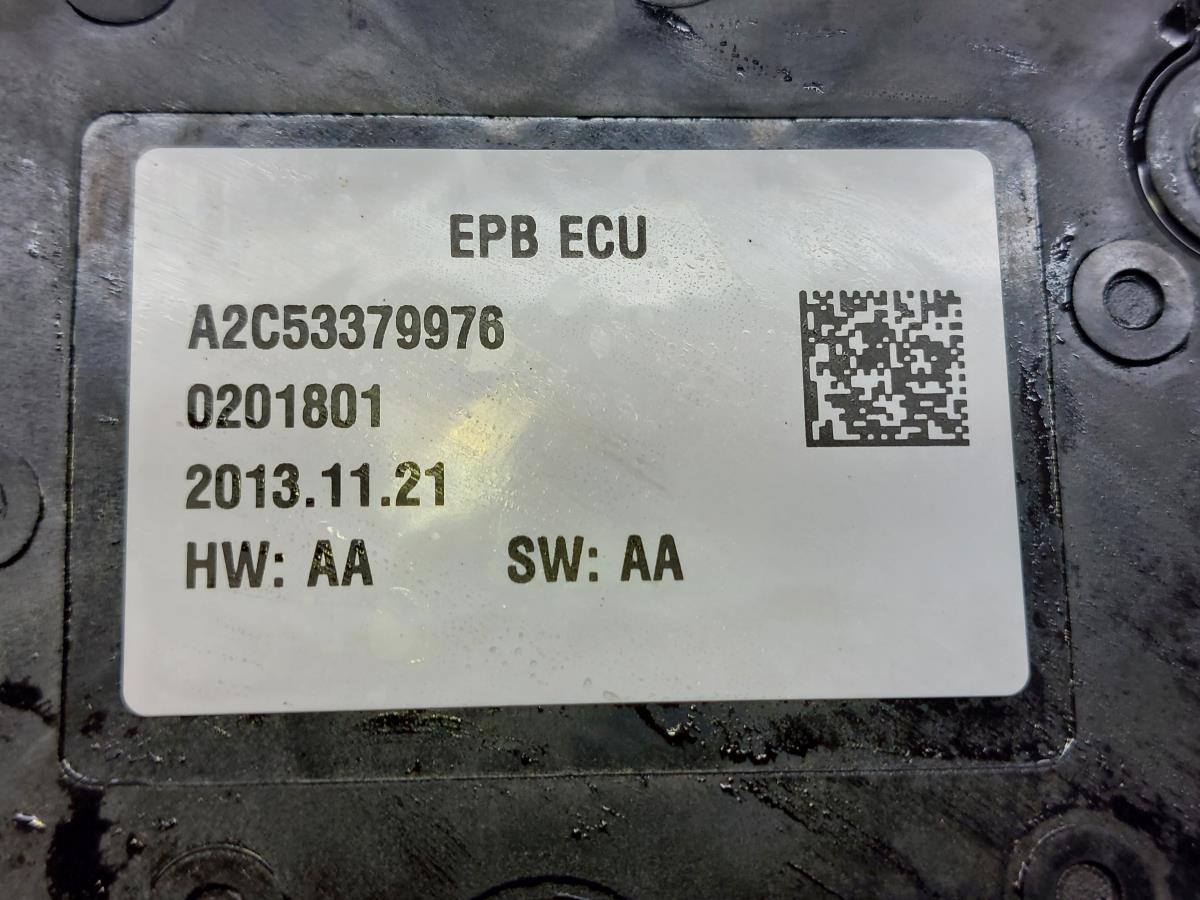 EPB ECU
A2C53379976
0201801
2013.11.21
HW: AA SW: AA